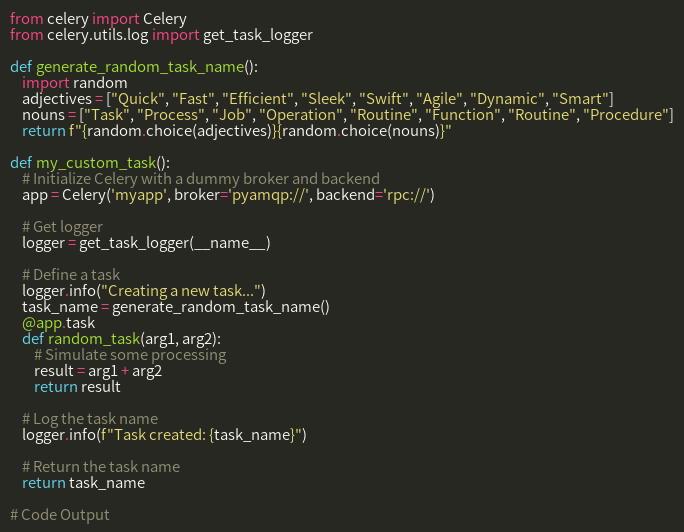 from celery import Celery
from celery.utils.log import get_task_logger

def generate_random_task_name():
    import random
    adjectives = ["Quick", "Fast", "Efficient", "Sleek", "Swift", "Agile", "Dynamic", "Smart"]
    nouns = ["Task", "Process", "Job", "Operation", "Routine", "Function", "Routine", "Procedure"]
    return f"{random.choice(adjectives)}{random.choice(nouns)}"

def my_custom_task():
    # Initialize Celery with a dummy broker and backend
    app = Celery('myapp', broker='pyamqp://', backend='rpc://')

    # Get logger
    logger = get_task_logger(__name__)

    # Define a task
    logger.info("Creating a new task...")
    task_name = generate_random_task_name()
    @app.task
    def random_task(arg1, arg2):
        # Simulate some processing
        result = arg1 + arg2
        return result

    # Log the task name
    logger.info(f"Task created: {task_name}")

    # Return the task name
    return task_name

# Code Output